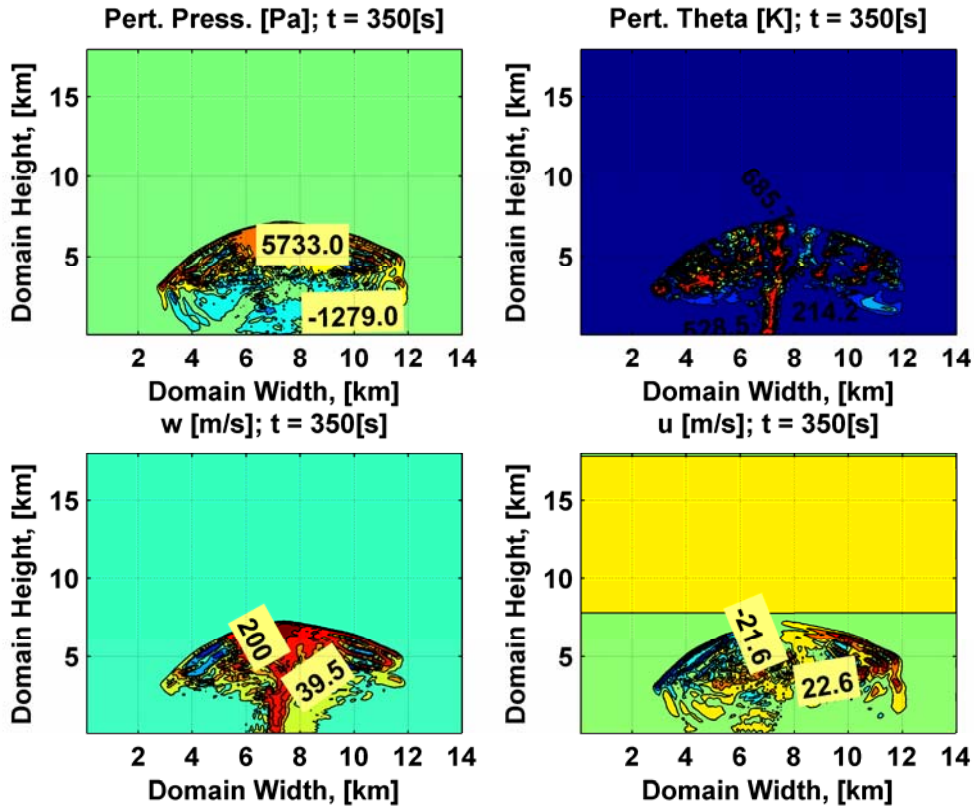 Pert. Press. [Pa]; t = 350[s]
Domain Height, [km]
15
10
5
5733.0
-1279.0
2 4 6 8 10 12 14
Domain Width, [km]
Pert. Theta [K]; t = 350[s]
Domain Height, [km]
15
10
5
685.7
528.5
214.2
2 4 6 8 10 12 14
Domain Width, [km]
w [m/s]; t = 350[s]
Domain Height, [km]
15
10
5
200
39.5
2 4 6 8 10 12 14
Domain Width, [km]
u [m/s]; t = 350[s]
Domain Height, [km]
15
10
5
-21.6
22.6
2 4 6 8 10 12 14
Domain Width, [km]